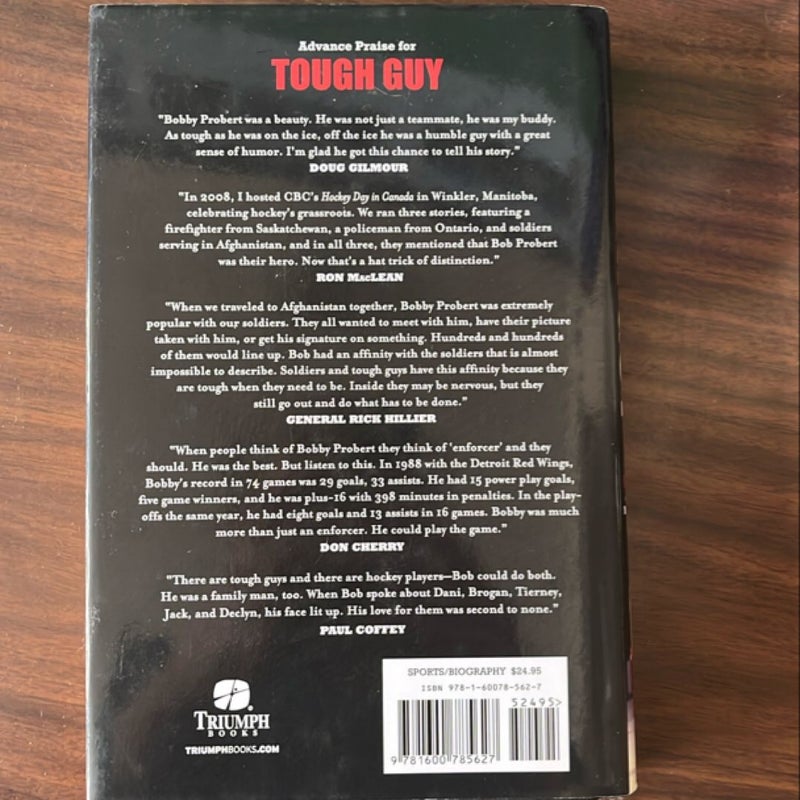 Advance Praise for
TOUGH GUY
"Bobby Probert was a beauty. He was not just a teammate, he was my buddy.
As tough as he was on the ice, off the ice he was a humble guy with a great
sense of humor. I'm glad he got this chance to tell his story."
DOUG GILMOUR
"In 2008, I hosted CBC's Hockey Day in Canada in Winkler, Manitoba,
celebrating hockey's grassroots. We ran three stories, featuring a
firefighter from Saskatchewan, a policeman from Ontario, and soldiers
serving in Afghanistan, and in all three, they mentioned that Bob Probert
was their hero. Now that's a hat trick of distinction."
RON MacLEAN
"When we traveled to Afghanistan together, Bobby Probert was extremely
popular with our soldiers. They all wanted to meet with him, have their picture
taken with him, or get his signature on something. Hundreds and hundreds
of them would line up. Bob had an affinity with the soldiers that is almost
impossible to describe. Soldiers and tough guys have this affinity because they
are tough when they need to be. Inside they may be nervous, but they
still go out and do what has to be done."
GENERAL RICK HILLIER
"When people think of Bobby Probert they think of 'enforcer' and they
should. He was the best. But listen to this. In 1988 with the Detroit Red Wings,
Bobby's record in 74 games was 29 goals, 33 assists. He had 15 power play goals,
five game winners, and he was plus-16 with 398 minutes in penalties. In the play-
offs the same year, he had eight goals and 13 assists in 16 games. Bobby was much
more than just an enforcer. He could play the game."
DON CHERRY
"There are tough guys and there are hockey players—Bob could do both.
He was a family man, too. When Bob spoke about Dani, Brogan, Tierney,
Jack, and Declyn, his face lit up. His love for them was second to none."
PAUL COFFEY
TRIUMPH
BOOKS
TRIUMPHBOOKS.COM
SPORTS/BIOGRAPHY $24.95
ISBN 978-1-60078-562-7
52495>
9 781600 785627